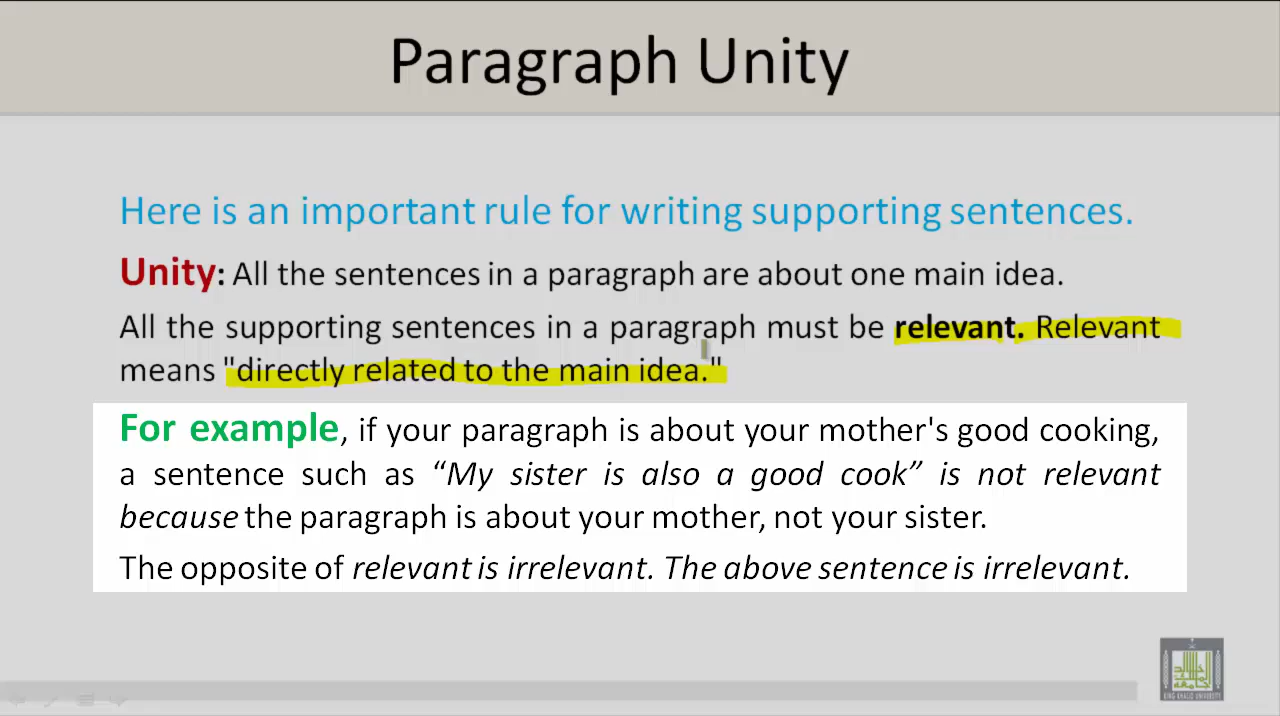 Paragraph Unity
Here is an important rule for writing supporting sentences.
Unity: All the sentences in a paragraph are about one main idea.
All the supporting sentences in a paragraph must be relevant. Relevant
means "directly related to the main idea."
For example, if your paragraph is about your mother's good cooking,
a sentence such as “My sister is also a good cook” is not relevant
because the paragraph is about your mother, not your sister.
The opposite of relevant is irrelevant. The above sentence is irrelevant.
KING KHALID UNIVERSITY